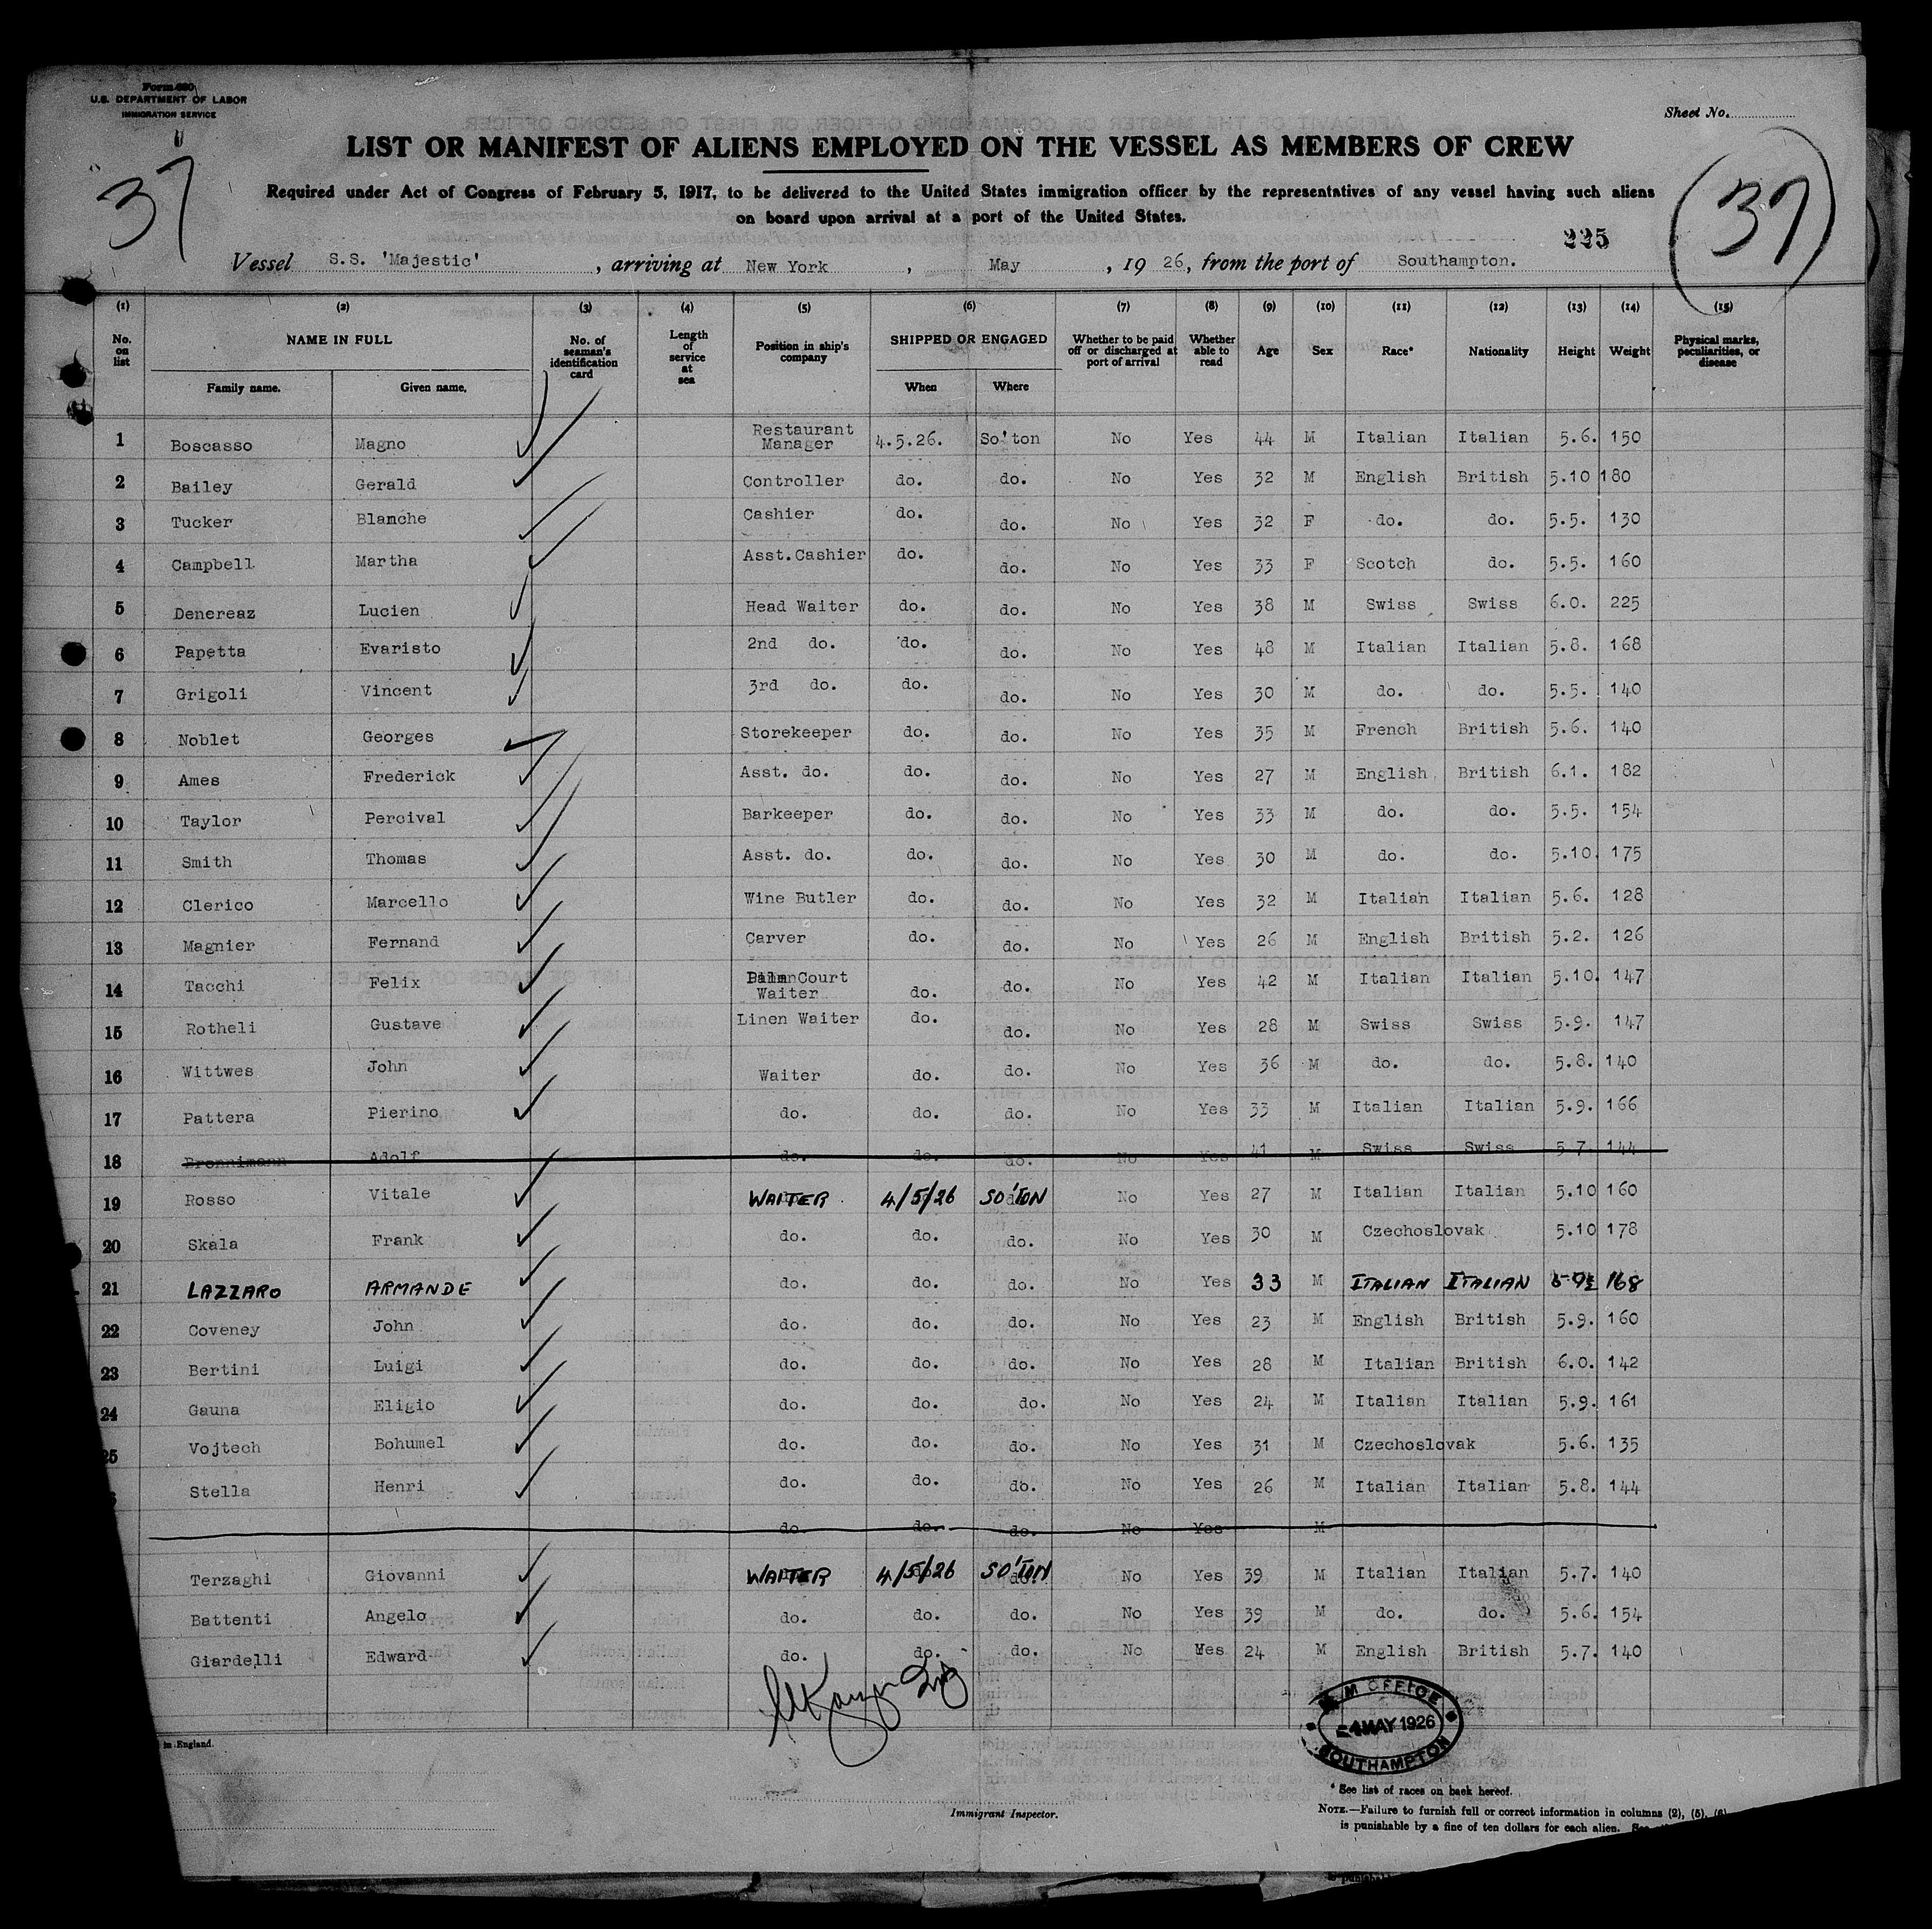 Form 680
U.S. DEPARTMENT OF LABOR
IMMIGRATION SERVICE
Sheet No.
37
LIST OR MANIFEST OF ALIENS EMPLOYED ON THE VESSEL AS MEMBERS OF CREW
(37)
Required under Act of Congress of February 5, 1917, to be delivered to the United States immigration officer by the representatives of any vessel having such aliens
on board upon arrival at a port of the United States.
225
Vessel S.S. 'Majestic', arriving at New York, May, 1926, from the port of Southampton.
(1) (2) (3) (4) (5) (6) (7) (8) (9) (10) (11) (12) (13) (14) (15)
No. on list NAME IN FULL Family name. Given name. No. of seaman's identification card Length of service at sea Position in ship's company SHIPPED OR ENGAGED When Where Whether to be paid off or discharged at port of arrival Whether able to read Age Sex Race* Nationality Height Weight Physical marks, peculiarities, or disease
1 Boscasso Magno Restaurant Manager 4.5.26. So'ton No Yes 44 M Italian Italian 5.6. 150
2 Bailey Gerald Controller do. do. No Yes 32 M English British 5.10 180
3 Tucker Blanche Cashier do. do. No Yes 32 F do. do. 5.5. 130
4 Campbell Martha Asst.Cashier do. do. No Yes 33 F Scotch do. 5.5. 160
5 Denereaz Lucien Head Waiter do. do. No Yes 38 M Swiss Swiss 6.0. 225
6 Papetta Evaristo 2nd do. do. do. No Yes 48 M Italian Italian 5.8. 168
7 Grigoli Vincent 3rd do. do. do. No Yes 30 M do. do. 5.5. 140
8 Noblet Georges Storekeeper do. do. No Yes 35 M French British 5.6. 140
9 Ames Frederick Asst. do. do. do. No Yes 27 M English British 6.1. 182
10 Taylor Percival Barkeeper do. do. No Yes 33 M do. do. 5.5. 154
11 Smith Thomas Asst. do. do. do. No Yes 30 M do. do. 5.10. 175
12 Clerico Marcello Wine Butler do. do. No Yes 32 M Italian Italian 5.6. 128
13 Magnier Fernand Carver do. do. No Yes 26 M English British 5.2. 126
14 Tacchi Felix Palm Court Waiter do. do. No Yes 42 M Italian Italian 5.10. 147
15 Rotheli Gustave Linen Waiter do. do. No Yes 28 M Swiss Swiss 5.9. 147
16 Wittwes John Waiter do. do. No Yes 36 M do. do. 5.8. 140
17 Pattera Pierino do. do. do. No Yes 33 M Italian Italian 5.9. 166
18 Bronnimann Adolf do. do. do. No Yes 41 M Swiss Swiss 5.7. 144
19 Rosso Vitale WAITER 4/5/26 SO'TON No Yes 27 M Italian Italian 5.10 160
20 Skala Frank do. do. do. No Yes 30 M Czechoslovak 5.10 178
21 LAZZARO ARMANDE do. do. do. No Yes 33 M ITALIAN ITALIAN 168
22 Coveney John do. do. do. No Yes 23 M English British 5.9. 160
23 Bertini Luigi do. do. do. No Yes 28 M Italian British 6.0. 142
24 Gauna Eligio do. do. do. No Yes 24 M Italian Italian 5.9. 161
25 Vojtech Bohumel do. do. do. No Yes 31 M Czechoslovak 5.6. 135
Stella Henri do. do. do. No Yes 26 M Italian Italian 5.8. 144
do. do. do. No Yes M
Terzaghi Giovanni WAITER 4/5/26 SO'TON No Yes 39 M Italian Italian 5.7. 140
Battenti Angelo do. do. do. No Yes 39 M do. do. 5.6. 154
Giardelli Edward do. do. do. No Yes 24 M English British 5.7. 140
M OFFICE
4 MAY 1926
SOUTHAMPTON
in England.
* See list of races on back hereof.
Immigrant Inspector.
NOTE.—Failure to furnish full or correct information in columns (2), (5), (6)
is punishable by a fine of ten dollars for each alien.